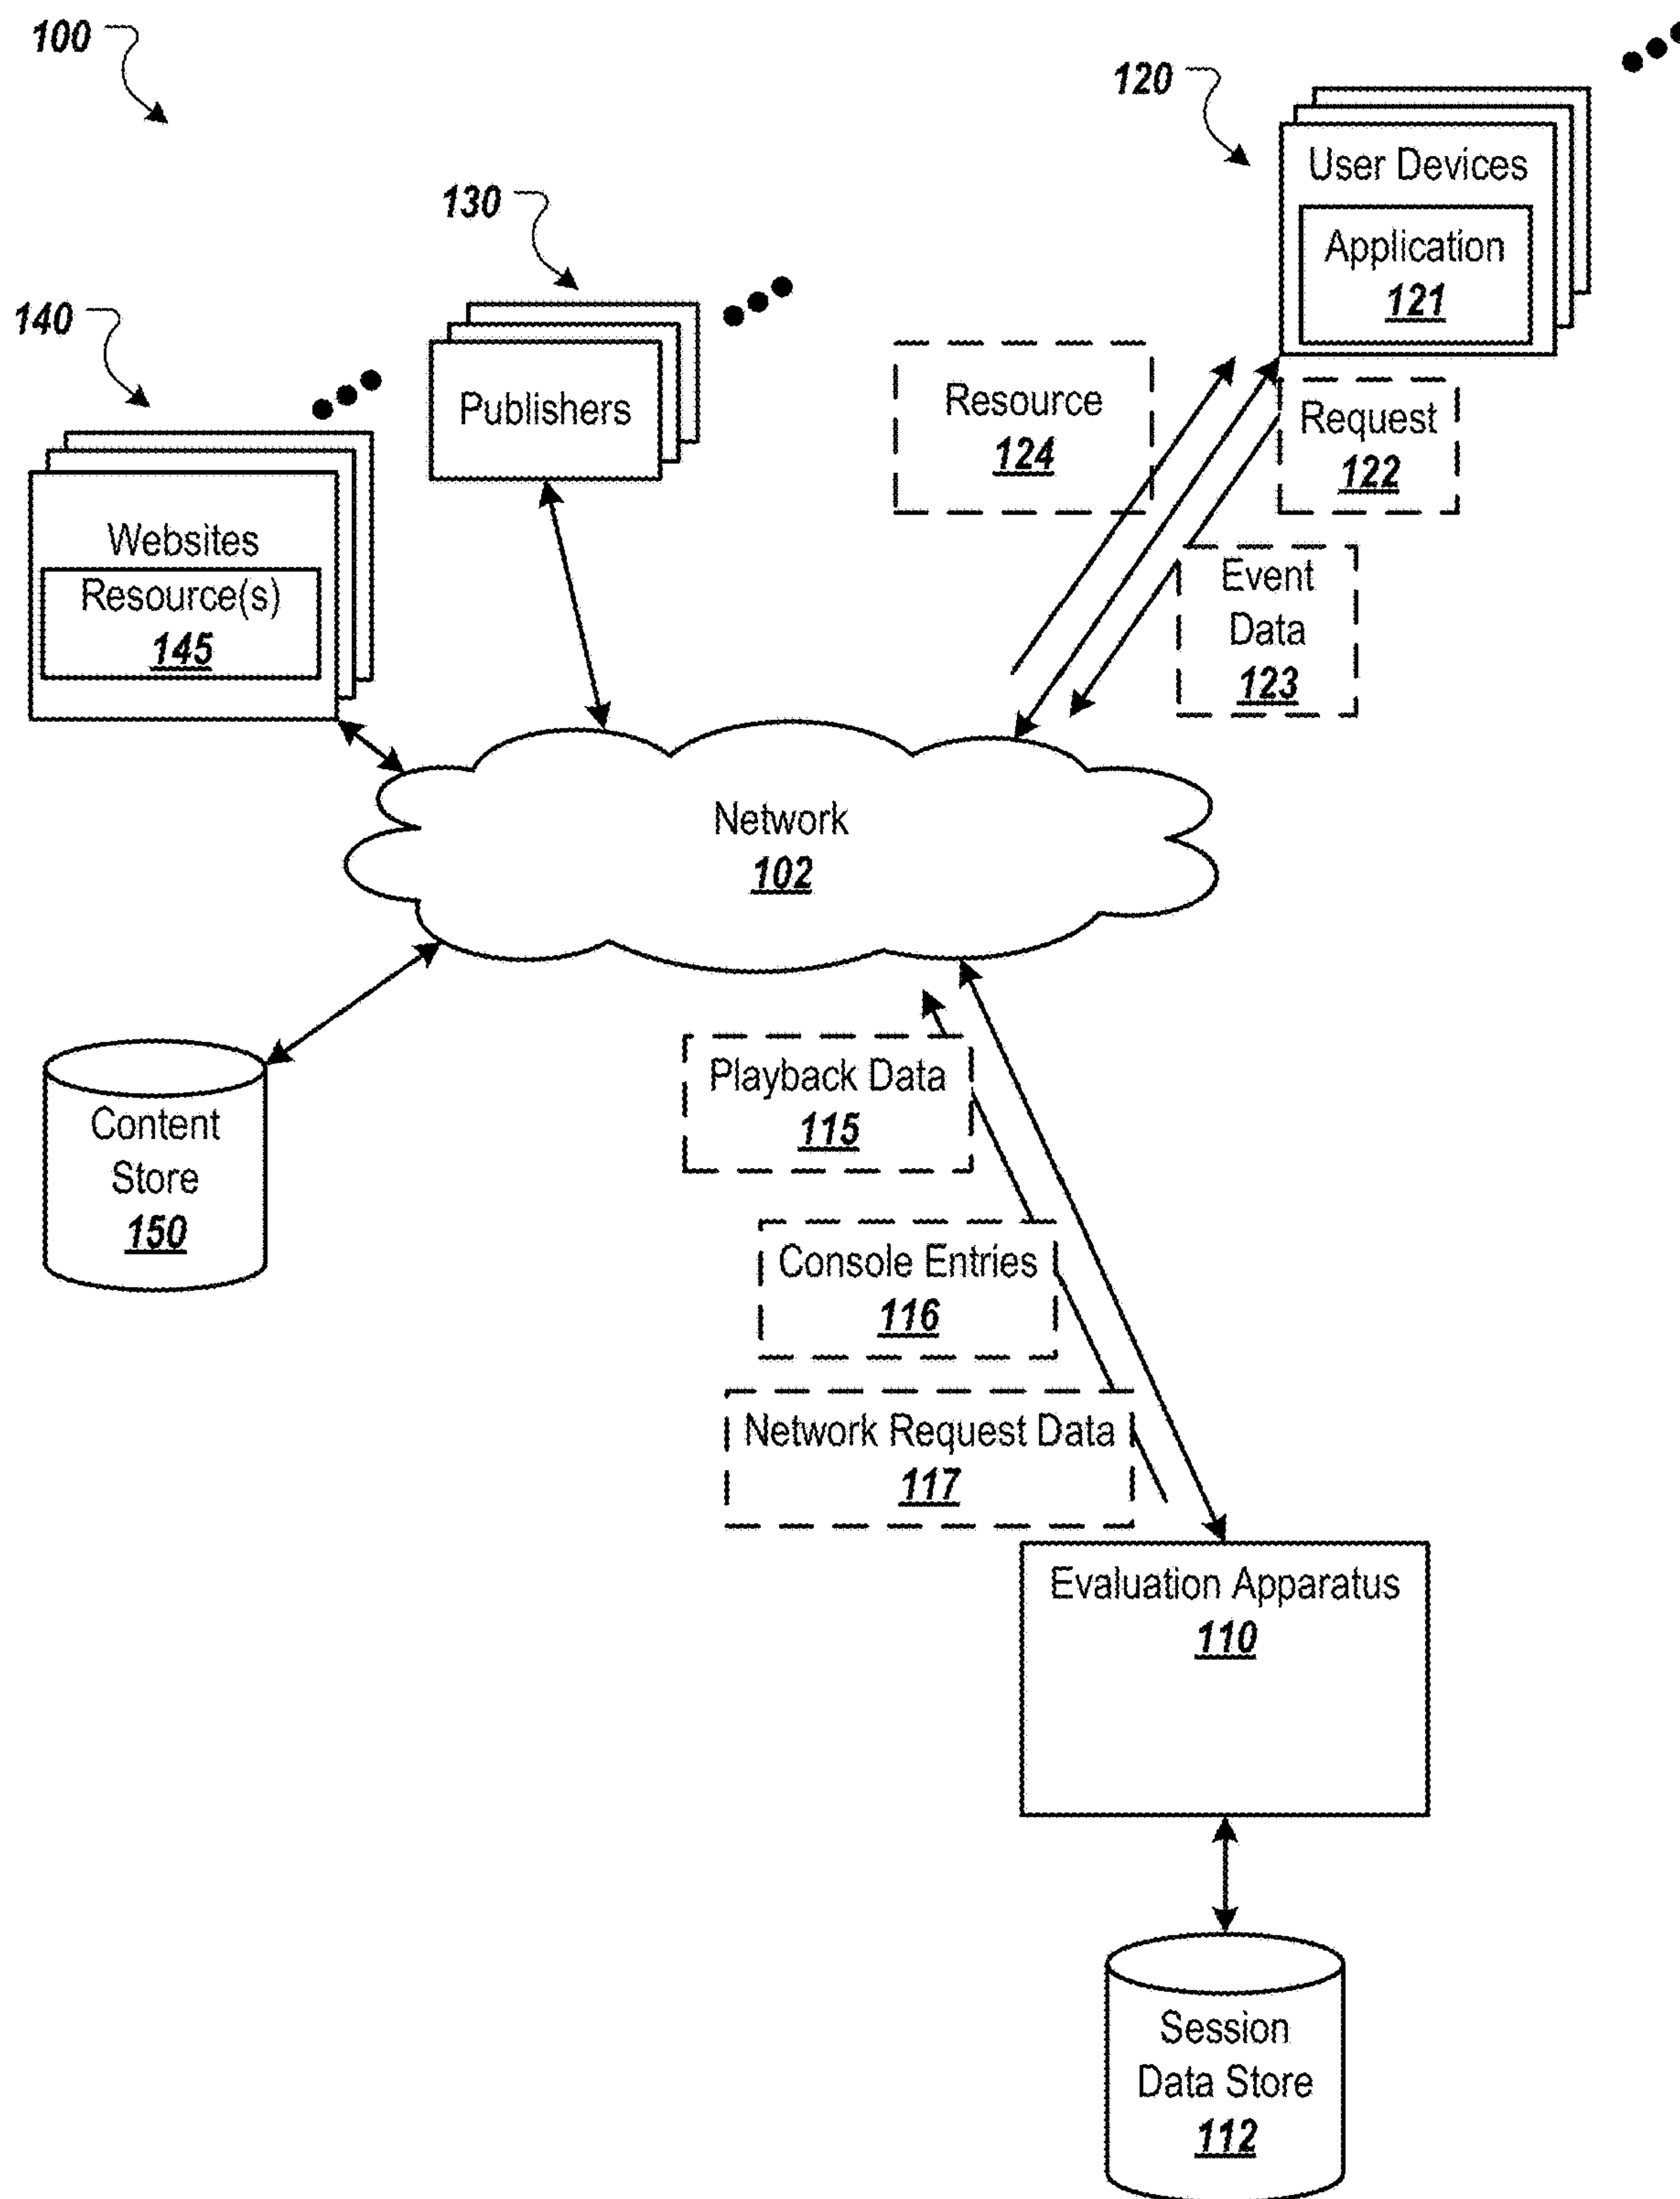 100
120
User Devices
Application
121
130
140
Publishers
Resource
124
Request
122
Websites
Resource(s)
145
Event
Data
123
Network
102
Playback Data
115
Content
Store
150
Console Entries
116
Network Request Data
117
Evaluation Apparatus
110
Session
Data Store
112